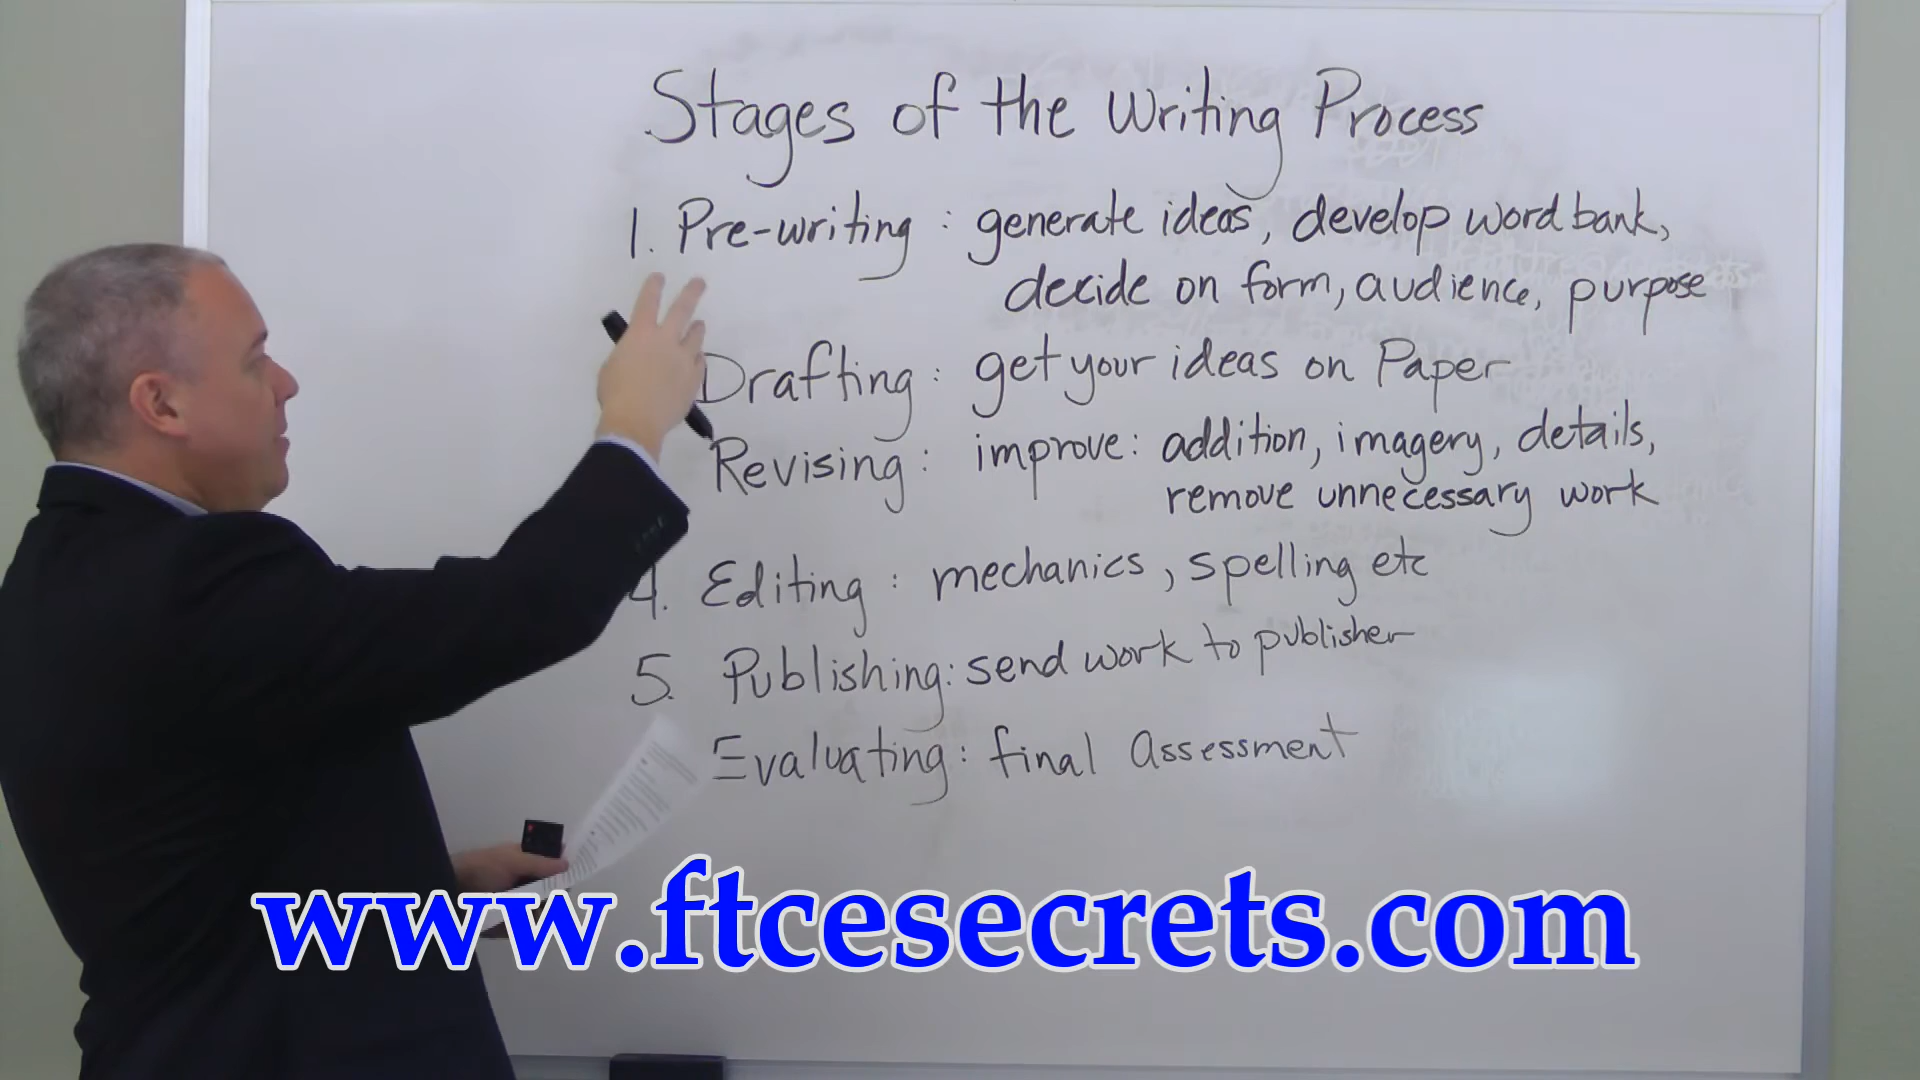 Stages of the Writing Process
1. Pre-writing : generate ideas, develop word bank,
decide on form, audience, purpose
Drafting : get your ideas on Paper
Revising : improve: addition, imagery, details,
remove unnecessary work
4. Editing : mechanics, spelling etc
5. Publishing: send work to publisher
Evaluating: final Assessment
www.ftcesecrets.com